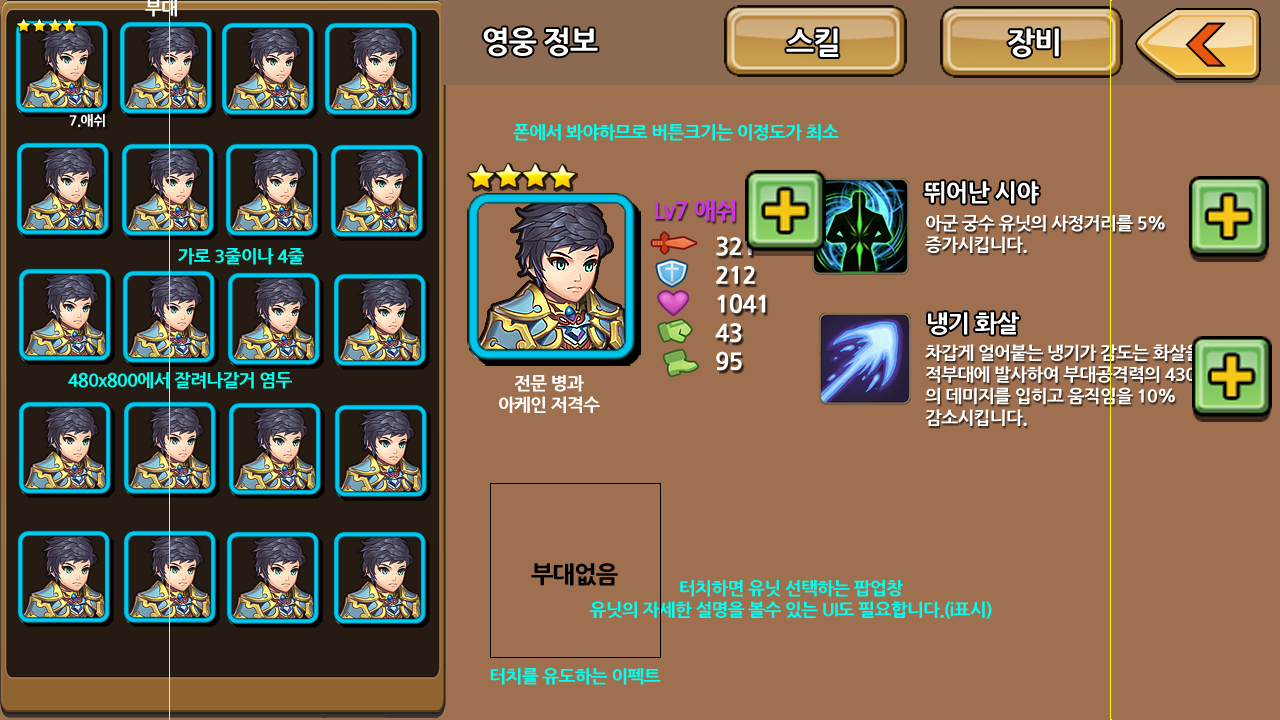 부대
7.애쉬
가로 3줄이나 4줄
480x800에서 잘려나갈거 염두
영웅 정보
스킬
장비
폰에서 봐야하므로 버튼크기는 이정도가 최소
Lv7 애쉬
321
212
1041
43
95
전문 병과
아케인 저격수
뛰어난 시야
아군 궁수 유닛의 사정거리를 5%
증가시킵니다.
냉기 화살
차갑게 얼어붙는 냉기가 감도는 화살을
적부대에 발사하여 부대공격력의 430
의 데미지를 입히고 움직임을 10%
감소시킵니다.
부대없음
터치하면 유닛 선택하는 팝업창
유닛의 자세한 설명을 볼수 있는 UI도 필요합니다.(i표시)
터치를 유도하는 이펙트